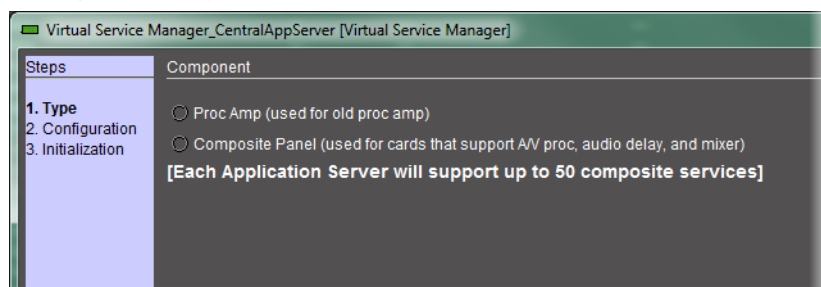 Virtual Service Manager_CentralAppServer [Virtual Service Manager]
Steps
Component
1. Type
2. Configuration
3. Initialization
Proc Amp (used for old proc amp)
Composite Panel (used for cards that support A/V proc, audio delay, and mixer)
[Each Application Server will support up to 50 composite services]